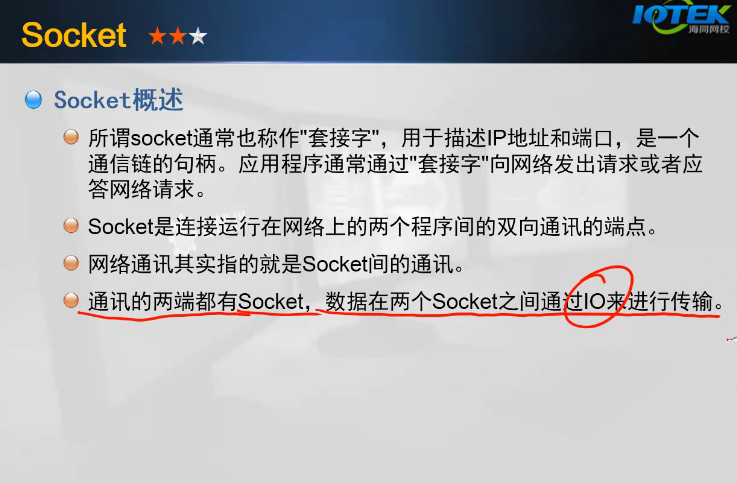 Socket
IOTEK
海同网校
Socket概述
所谓socket通常也称作"套接字"，用于描述IP地址和端口，是一个
通信链的句柄。应用程序通常通过"套接字"向网络发出请求或者应
答网络请求。
Socket是连接运行在网络上的两个程序间的双向通讯的端点。
网络通讯其实指的就是Socket间的通讯。
通讯的两端都有Socket，数据在两个Socket之间通过IO来进行传输。